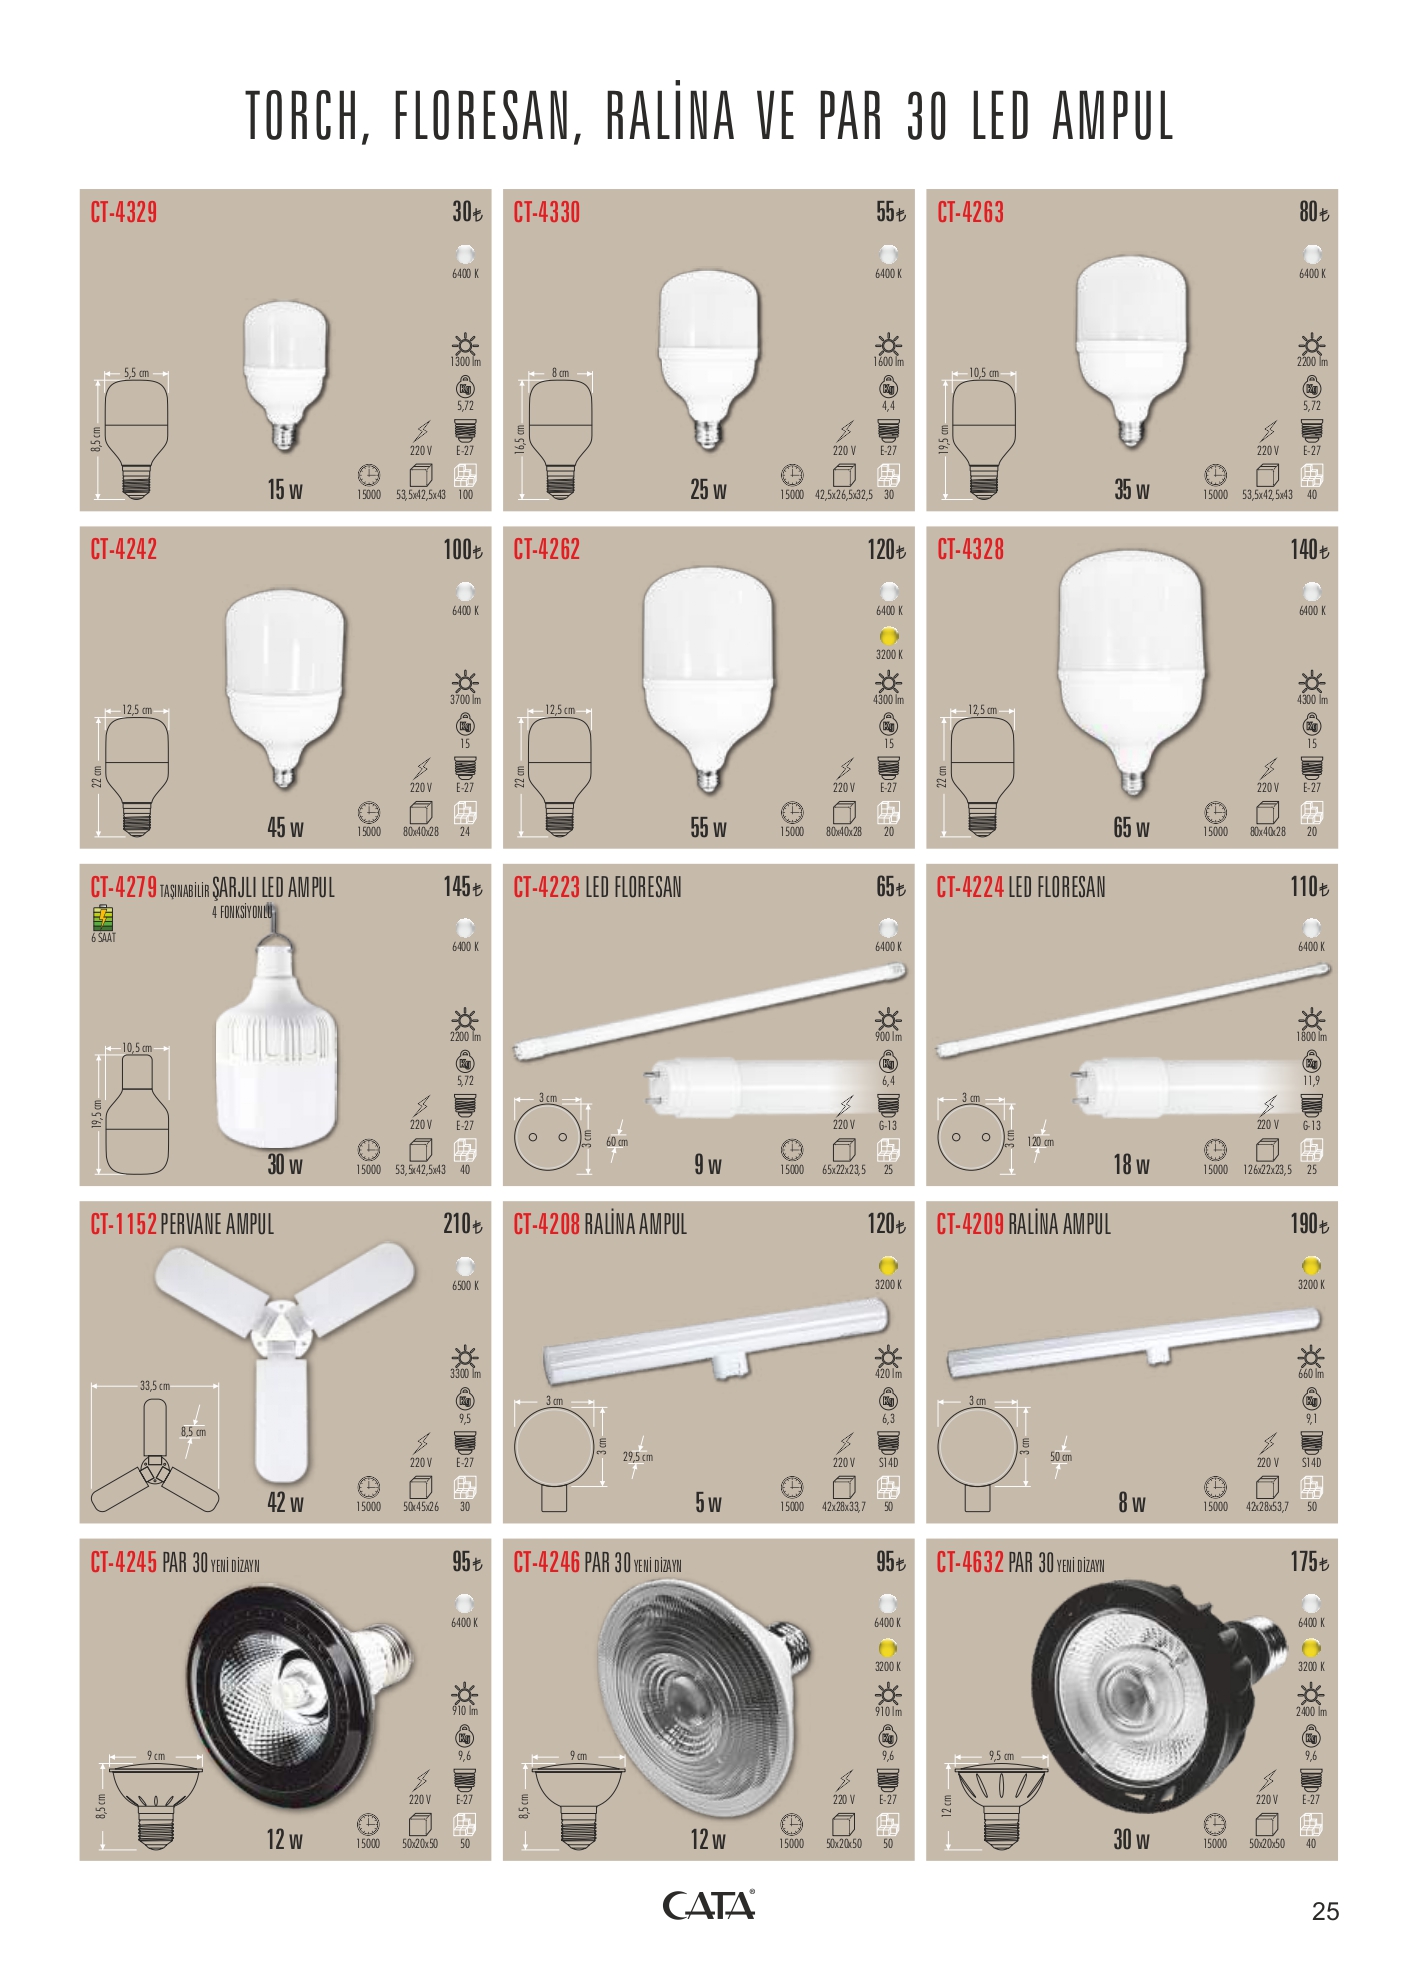 TORCH, FLORESAN, RALİNA VE PAR 30 LED AMPUL
CT-4329 30₺
6400 K
1300 lm
5,72
5,5 cm
8,5 cm
220 V E-27
15 w 15000 53,5x42,5x43 100
CT-4330 55₺
6400 K
1600 lm
4,4
8 cm
16,5 cm
220 V E-27
25 w 15000 42,5x26,5x32,5 30
CT-4263 80₺
6400 K
2200 lm
5,72
10,5 cm
19,5 cm
220 V E-27
35 w 15000 53,5x42,5x43 40
CT-4242 100₺
6400 K
3700 lm
15
12,5 cm
22 cm
220 V E-27
45 w 15000 80x40x28 24
CT-4262 120₺
6400 K
3200 K
4300 lm
15
12,5 cm
22 cm
220 V E-27
55 w 15000 80x40x28 20
CT-4328 140₺
6400 K
4300 lm
15
12,5 cm
22 cm
220 V E-27
65 w 15000 80x40x28 20
CT-4279 TAŞINABİLİR ŞARJLI LED AMPUL 145₺
4 FONKSİYONLU
6 SAAT
6400 K
2200 lm
Kg
5,72
10,5 cm
19,5 cm
220 V E-27
30 w 15000 53,5x42,5x43 40
CT-4223 LED FLORESAN 65₺
6400 K
900 lm
Kg
6,4
3 cm
3 cm
60 cm
220 V G-13
9 w 15000 65x22x23,5 25
CT-4224 LED FLORESAN 110₺
6400 K
1800 lm
Kg
11,9
3 cm
3 cm
120 cm
220 V G-13
18 w 15000 126x22x23,5 25
CT-1152 PERVANE AMPUL 210₺
6500 K
3300 lm
Kg
9,5
33,5 cm
8,5 cm
220 V E-27
42 w 15000 50x45x26 30
CT-4208 RALİNA AMPUL 120₺
3200 K
420 lm
Kg
6,3
3 cm
3 cm
29,5 cm
220 V S14D
5 w 15000 42x28x33,7 50
CT-4209 RALİNA AMPUL 190₺
3200 K
660 lm
Kg
9,1
3 cm
3 cm
50 cm
220 V S14D
8 w 15000 42x28x53,7 50
CT-4245 PAR 30 YENİ DİZAYN 95₺
6400 K
910 lm
Kg
9,6
9 cm
8,5 cm
220 V E-27
12 w 15000 50x20x50 50
CT-4246 PAR 30 YENİ DİZAYN 95₺
6400 K
3200 K
910 lm
Kg
9,6
9 cm
8,5 cm
220 V E-27
12 w 15000 50x20x50 50
CT-4632 PAR 30 YENİ DİZAYN 175₺
6400 K
3200 K
2400 lm
Kg
9,6
9,5 cm
12 cm
220 V E-27
30 w 15000 50x20x50 40
CATA®
25